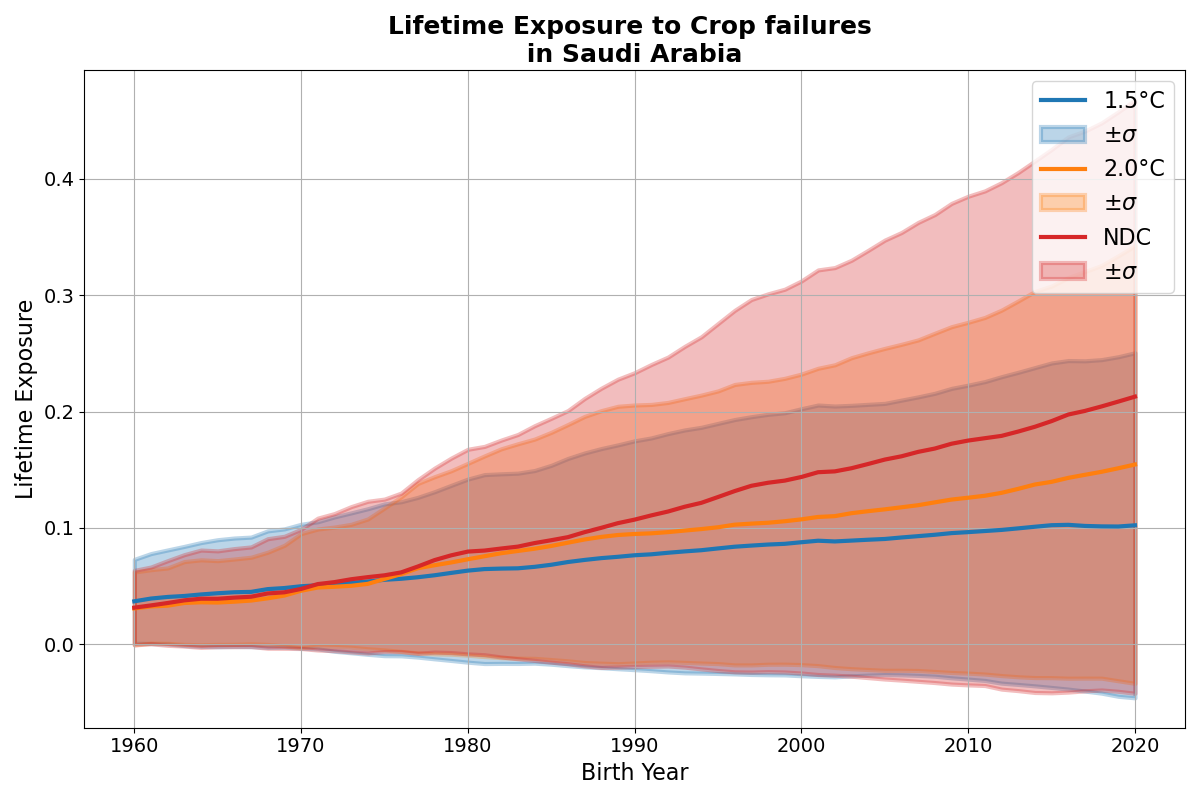 Lifetime Exposure to Crop failures
in Saudi Arabia
1.5°C
±σ
2.0°C
±σ
NDC
±σ
Lifetime Exposure
0.4
0.3
0.2
0.1
0.0
1960 1970 1980 1990 2000 2010 2020
Birth Year